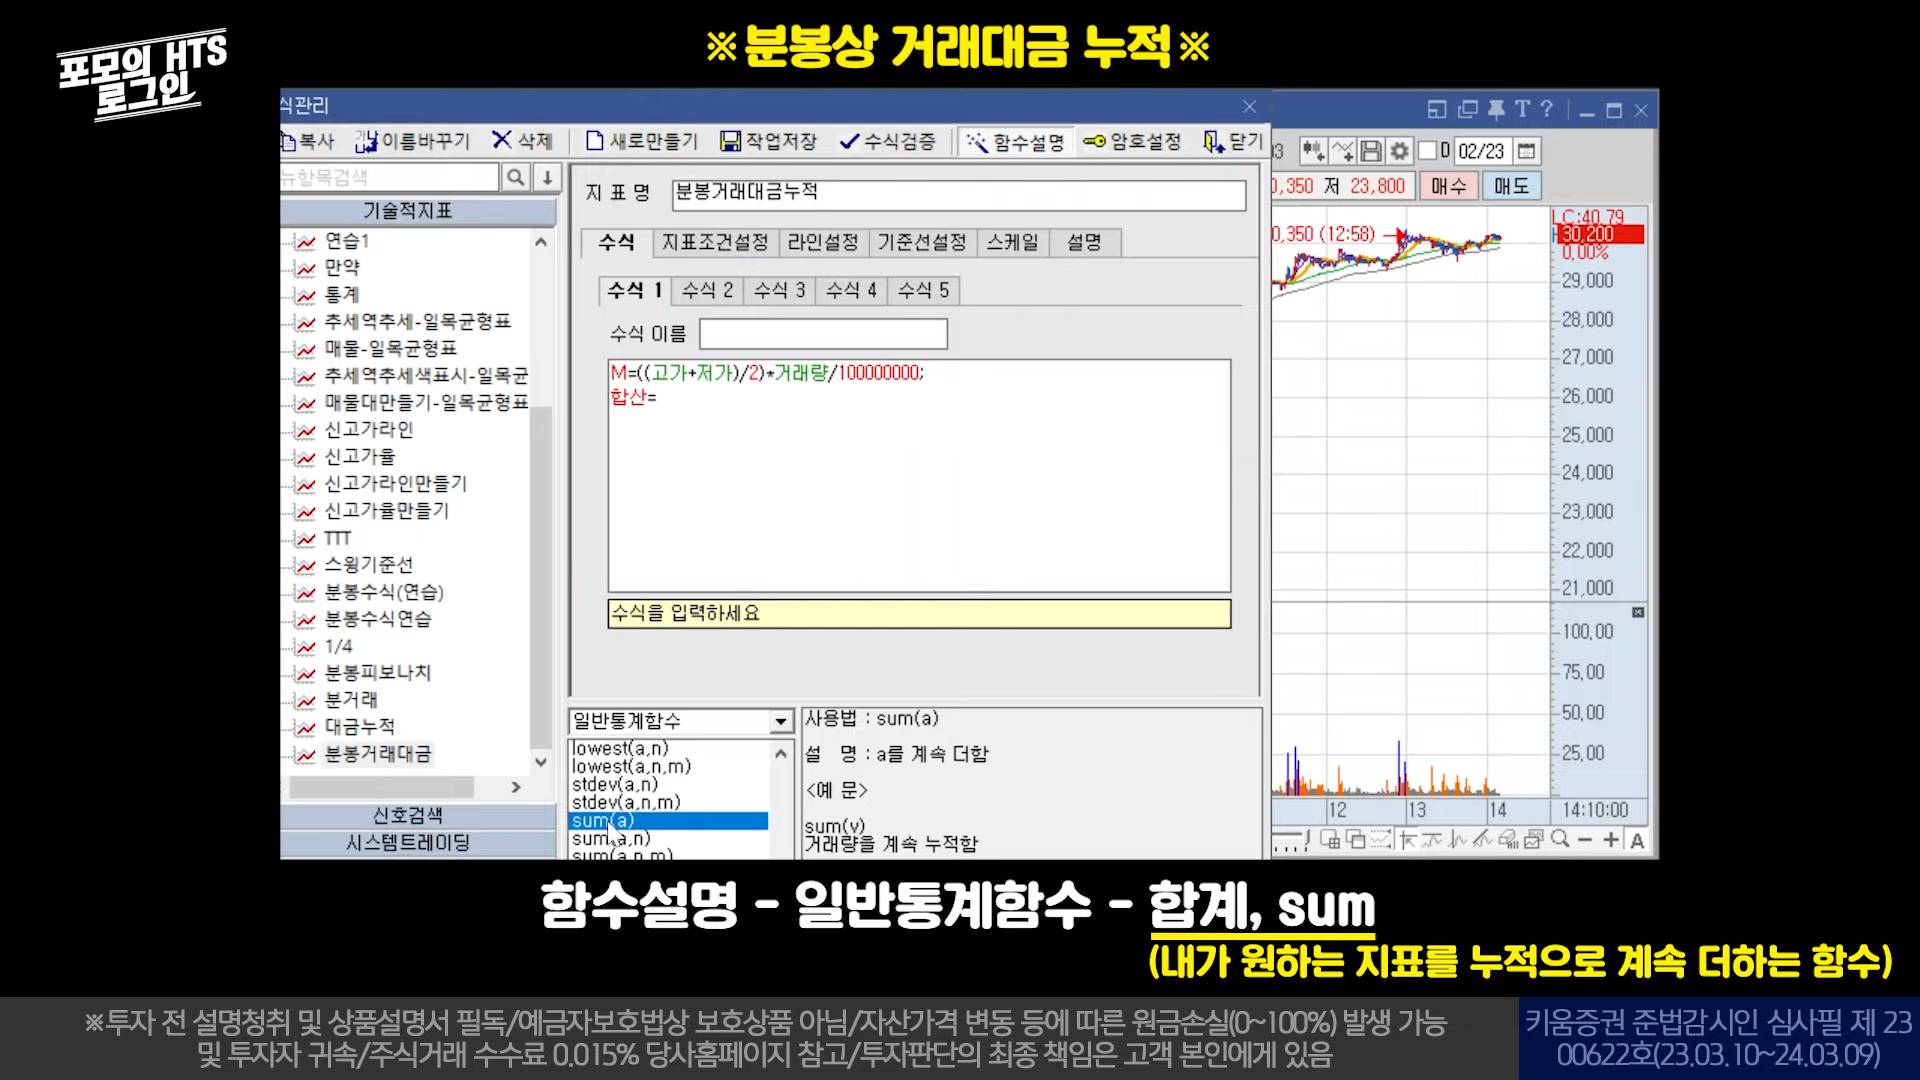 포모의 HTS
로그인
※분봉상 거래대금 누적※
식관리
복사 이름바꾸기 삭제 새로만들기 작업저장 수식검증 함수설명 암호설정 닫기
뉴항목검색
기술적지표
연습1
만약
통계
추세역추세-일목균형표
매물-일목균형표
추세역추세색표시-일목균
매물대만들기-일목균형표
신고가라인
신고가율
신고가라인만들기
신고가율만들기
TTT
스윙기준선
분봉수식(연습)
분봉수식연습
1/4
분봉피보나치
분거래
대금누적
분봉거래대금
신호검색
시스템트레이딩
지 표 명 분봉거래대금누적
수식 지표조건설정 라인설정 기준선설정 스케일 설명
수식 1 수식 2 수식 3 수식 4 수식 5
수식 이름
M=((고가+저가)/2)*거래량/100000000;
합산=
수식을 입력하세요
일반통계함수
lowest(a,n)
lowest(a,n,m)
stdev(a,n)
stdev(a,n,m)
sum(a)
sum(a,n)
sum(a,n,m)
사용법 : sum(a)
설 명 : a를 계속 더함
<예 문>
sum(v)
거래량을 계속 누적함
T ?
0 02/23
0,350 저 23,800 매수 매도
0,350 (12:58)
LC:40.79
30,200
0.00%
29,000
28,000
27,000
26,000
25,000
24,000
23,000
22,000
21,000
100.00
75.00
50.00
25.00
12 13 14 14:10:00
A
함수설명 - 일반통계함수 - 합계, sum
(내가 원하는 지표를 누적으로 계속 더하는 함수)
※투자 전 설명청취 및 상품설명서 필독/예금자보호법상 보호상품 아님/자산가격 변동 등에 따른 원금손실(0~100%) 발생 가능
및 투자자 귀속/주식거래 수수료 0.015% 당사홈페이지 참고/투자판단의 최종 책임은 고객 본인에게 있음
키움증권 준법감시인 심사필 제 23
00622호(23.03.10~24.03.09)